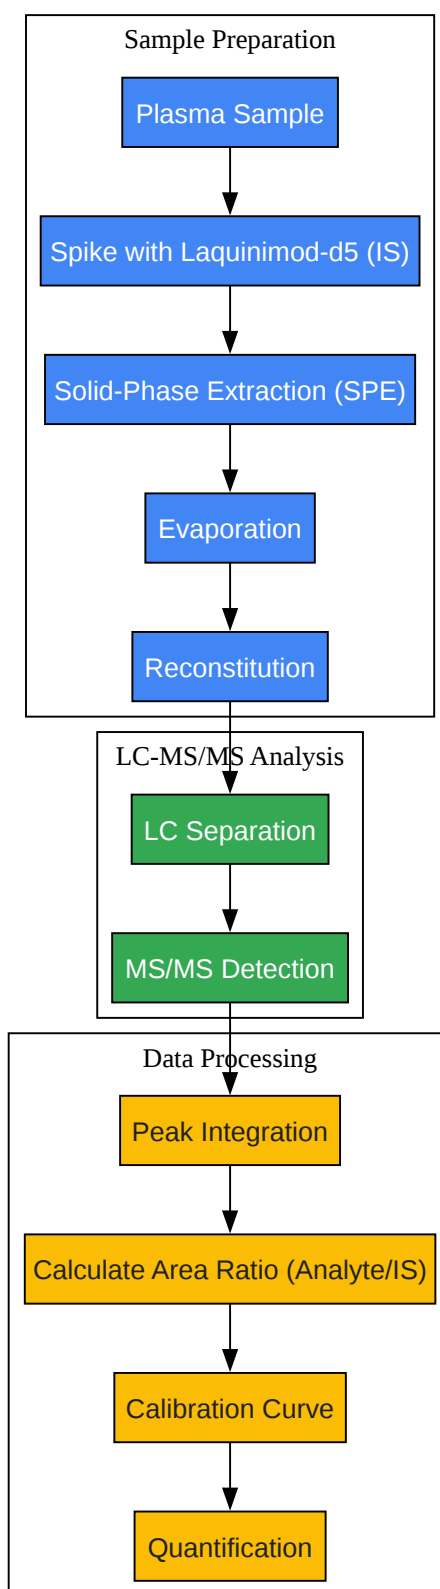 Sample Preparation
Plasma Sample
Spike with Laquinimod-d5 (IS)
Solid-Phase Extraction (SPE)
Evaporation
Reconstitution
LC-MS/MS Analysis
LC Separation
MS/MS Detection
Data Processing
Peak Integration
Calculate Area Ratio (Analyte/IS)
Calibration Curve
Quantification